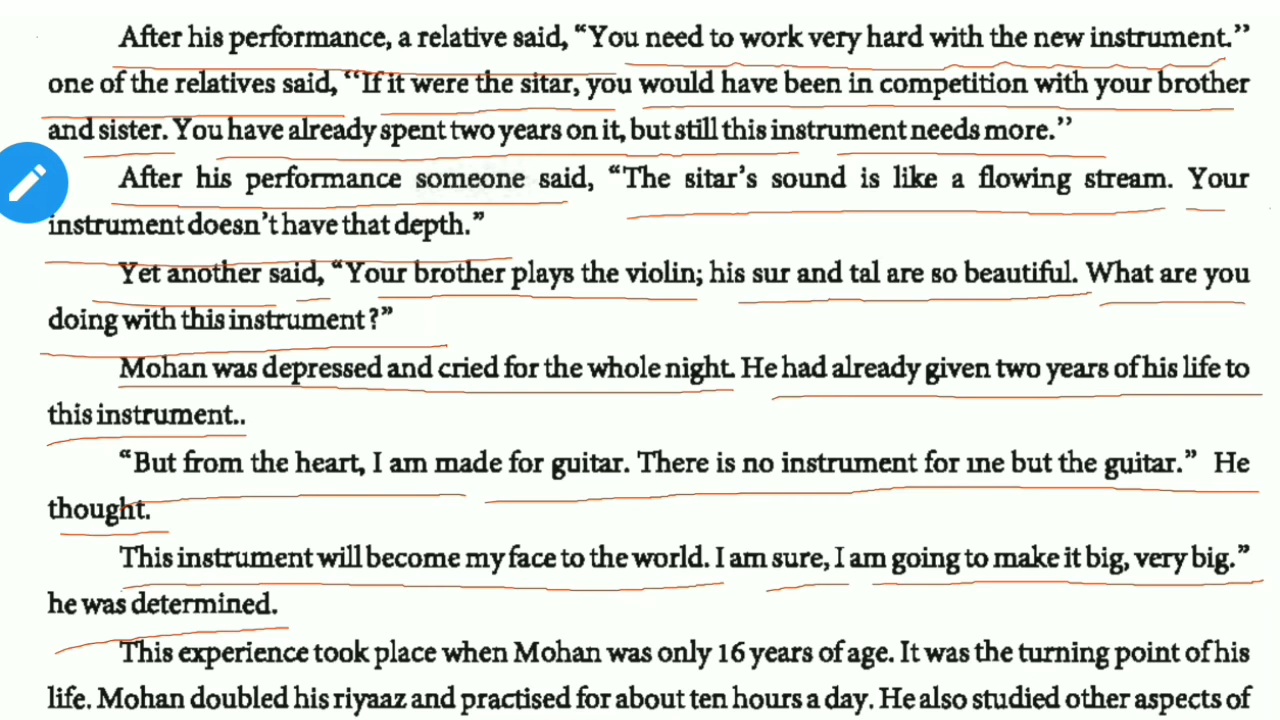 After his performance, a relative said, “You need to work very hard with the new instrument.’’
one of the relatives said, ‘‘If it were the sitar, you would have been in competition with your brother
and sister. You have already spent two years on it, but still this instrument needs more.’’
After his performance someone said, “The sitar’s sound is like a flowing stream. Your
instrument doesn’t have that depth.”
Yet another said, “Your brother plays the violin; his sur and tal are so beautiful. What are you
doing with this instrument?”
Mohan was depressed and cried for the whole night. He had already given two years of his life to
this instrument..
“But from the heart, I am made for guitar. There is no instrument for me but the guitar.” He
thought.
This instrument will become my face to the world. I am sure, I am going to make it big, very big.”
he was determined.
This experience took place when Mohan was only 16 years of age. It was the turning point of his
life. Mohan doubled his riyaaz and practised for about ten hours a day. He also studied other aspects of